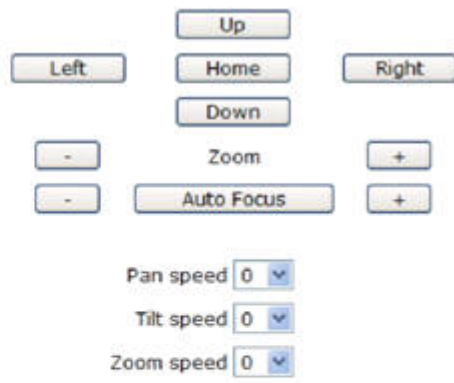 Up
Left Home Right
Down
- Zoom +
- Auto Focus +
Pan speed 0
Tilt speed 0
Zoom speed 0